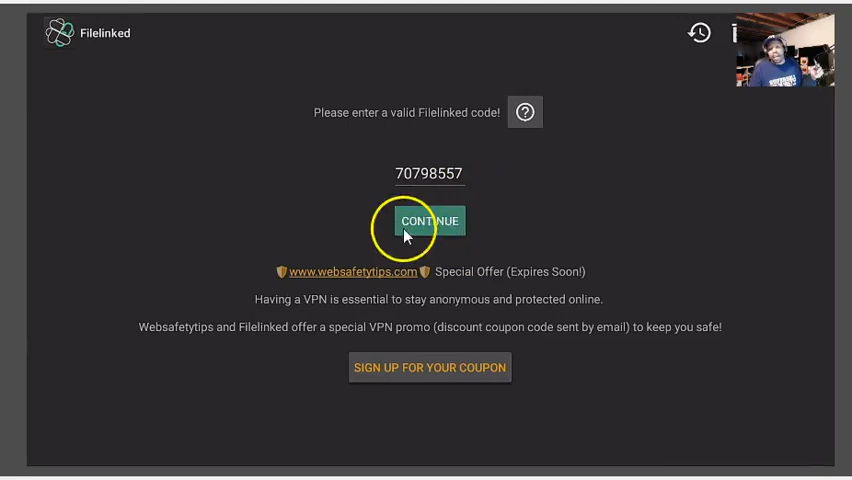 Filelinked
Please enter a valid Filelinked code!
70798557
CONTINUE
www.websafetytips.com Special Offer (Expires Soon!)
Having a VPN is essential to stay anonymous and protected online.
Websafetytips and Filelinked offer a special VPN promo (discount coupon code sent by email) to keep you safe!
SIGN UP FOR YOUR COUPON